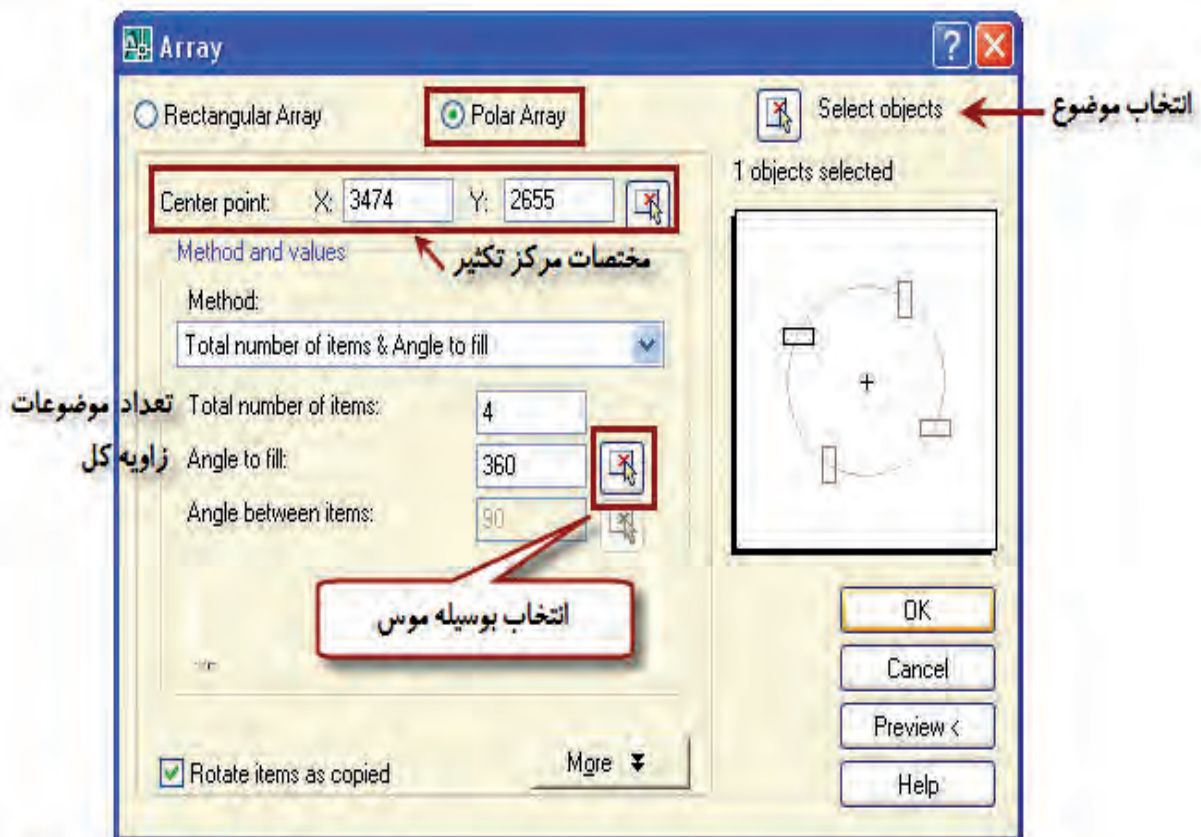 Array
Rectangular Array Polar Array Select objects انتخاب موضوع
1 objects selected
Center point: X: 3474 Y: 2655
Method and values مختصات مرکز تکثیر
Method:
Total number of items & Angle to fill
تعداد موضوعات Total number of items: 4
زاویه کل Angle to fill: 360
Angle between items: 90
انتخاب بوسیله موس
OK
Cancel
Preview <
Rotate items as copied More
Help